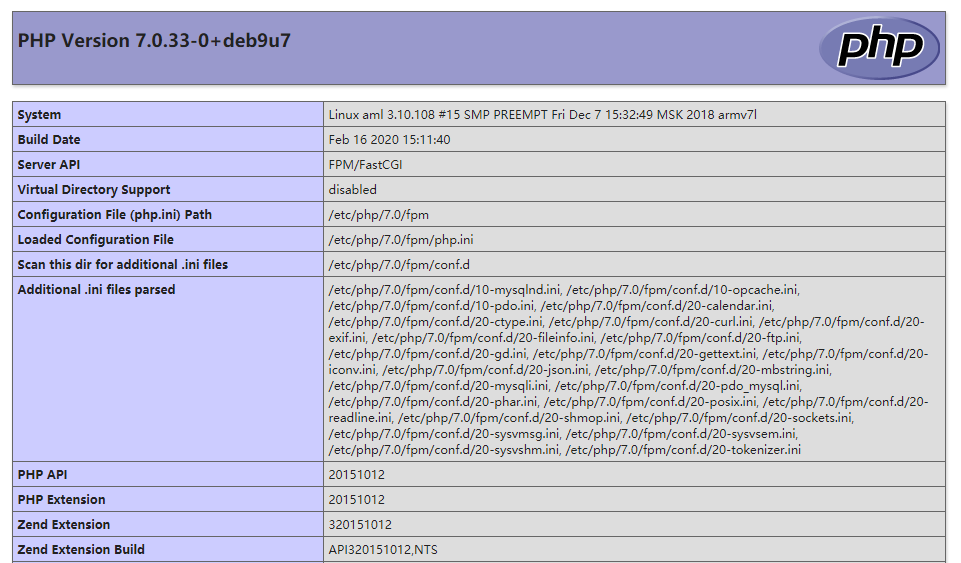 PHP Version 7.0.33-0+deb9u7
php
System Linux aml 3.10.108 #15 SMP PREEMPT Fri Dec 7 15:32:49 MSK 2018 armv7l
Build Date Feb 16 2020 15:11:40
Server API FPM/FastCGI
Virtual Directory Support disabled
Configuration File (php.ini) Path /etc/php/7.0/fpm
Loaded Configuration File /etc/php/7.0/fpm/php.ini
Scan this dir for additional .ini files /etc/php/7.0/fpm/conf.d
Additional .ini files parsed /etc/php/7.0/fpm/conf.d/10-mysqlnd.ini, /etc/php/7.0/fpm/conf.d/10-opcache.ini,
/etc/php/7.0/fpm/conf.d/10-pdo.ini, /etc/php/7.0/fpm/conf.d/20-calendar.ini,
/etc/php/7.0/fpm/conf.d/20-ctype.ini, /etc/php/7.0/fpm/conf.d/20-curl.ini, /etc/php/7.0/fpm/conf.d/20-
exif.ini, /etc/php/7.0/fpm/conf.d/20-fileinfo.ini, /etc/php/7.0/fpm/conf.d/20-ftp.ini,
/etc/php/7.0/fpm/conf.d/20-gd.ini, /etc/php/7.0/fpm/conf.d/20-gettext.ini, /etc/php/7.0/fpm/conf.d/20-
iconv.ini, /etc/php/7.0/fpm/conf.d/20-json.ini, /etc/php/7.0/fpm/conf.d/20-mbstring.ini,
/etc/php/7.0/fpm/conf.d/20-mysqli.ini, /etc/php/7.0/fpm/conf.d/20-pdo_mysql.ini,
/etc/php/7.0/fpm/conf.d/20-phar.ini, /etc/php/7.0/fpm/conf.d/20-posix.ini, /etc/php/7.0/fpm/conf.d/20-
readline.ini, /etc/php/7.0/fpm/conf.d/20-shmop.ini, /etc/php/7.0/fpm/conf.d/20-sockets.ini,
/etc/php/7.0/fpm/conf.d/20-sysvmsg.ini, /etc/php/7.0/fpm/conf.d/20-sysvsem.ini,
/etc/php/7.0/fpm/conf.d/20-sysvshm.ini, /etc/php/7.0/fpm/conf.d/20-tokenizer.ini
PHP API 20151012
PHP Extension 20151012
Zend Extension 320151012
Zend Extension Build API320151012,NTS